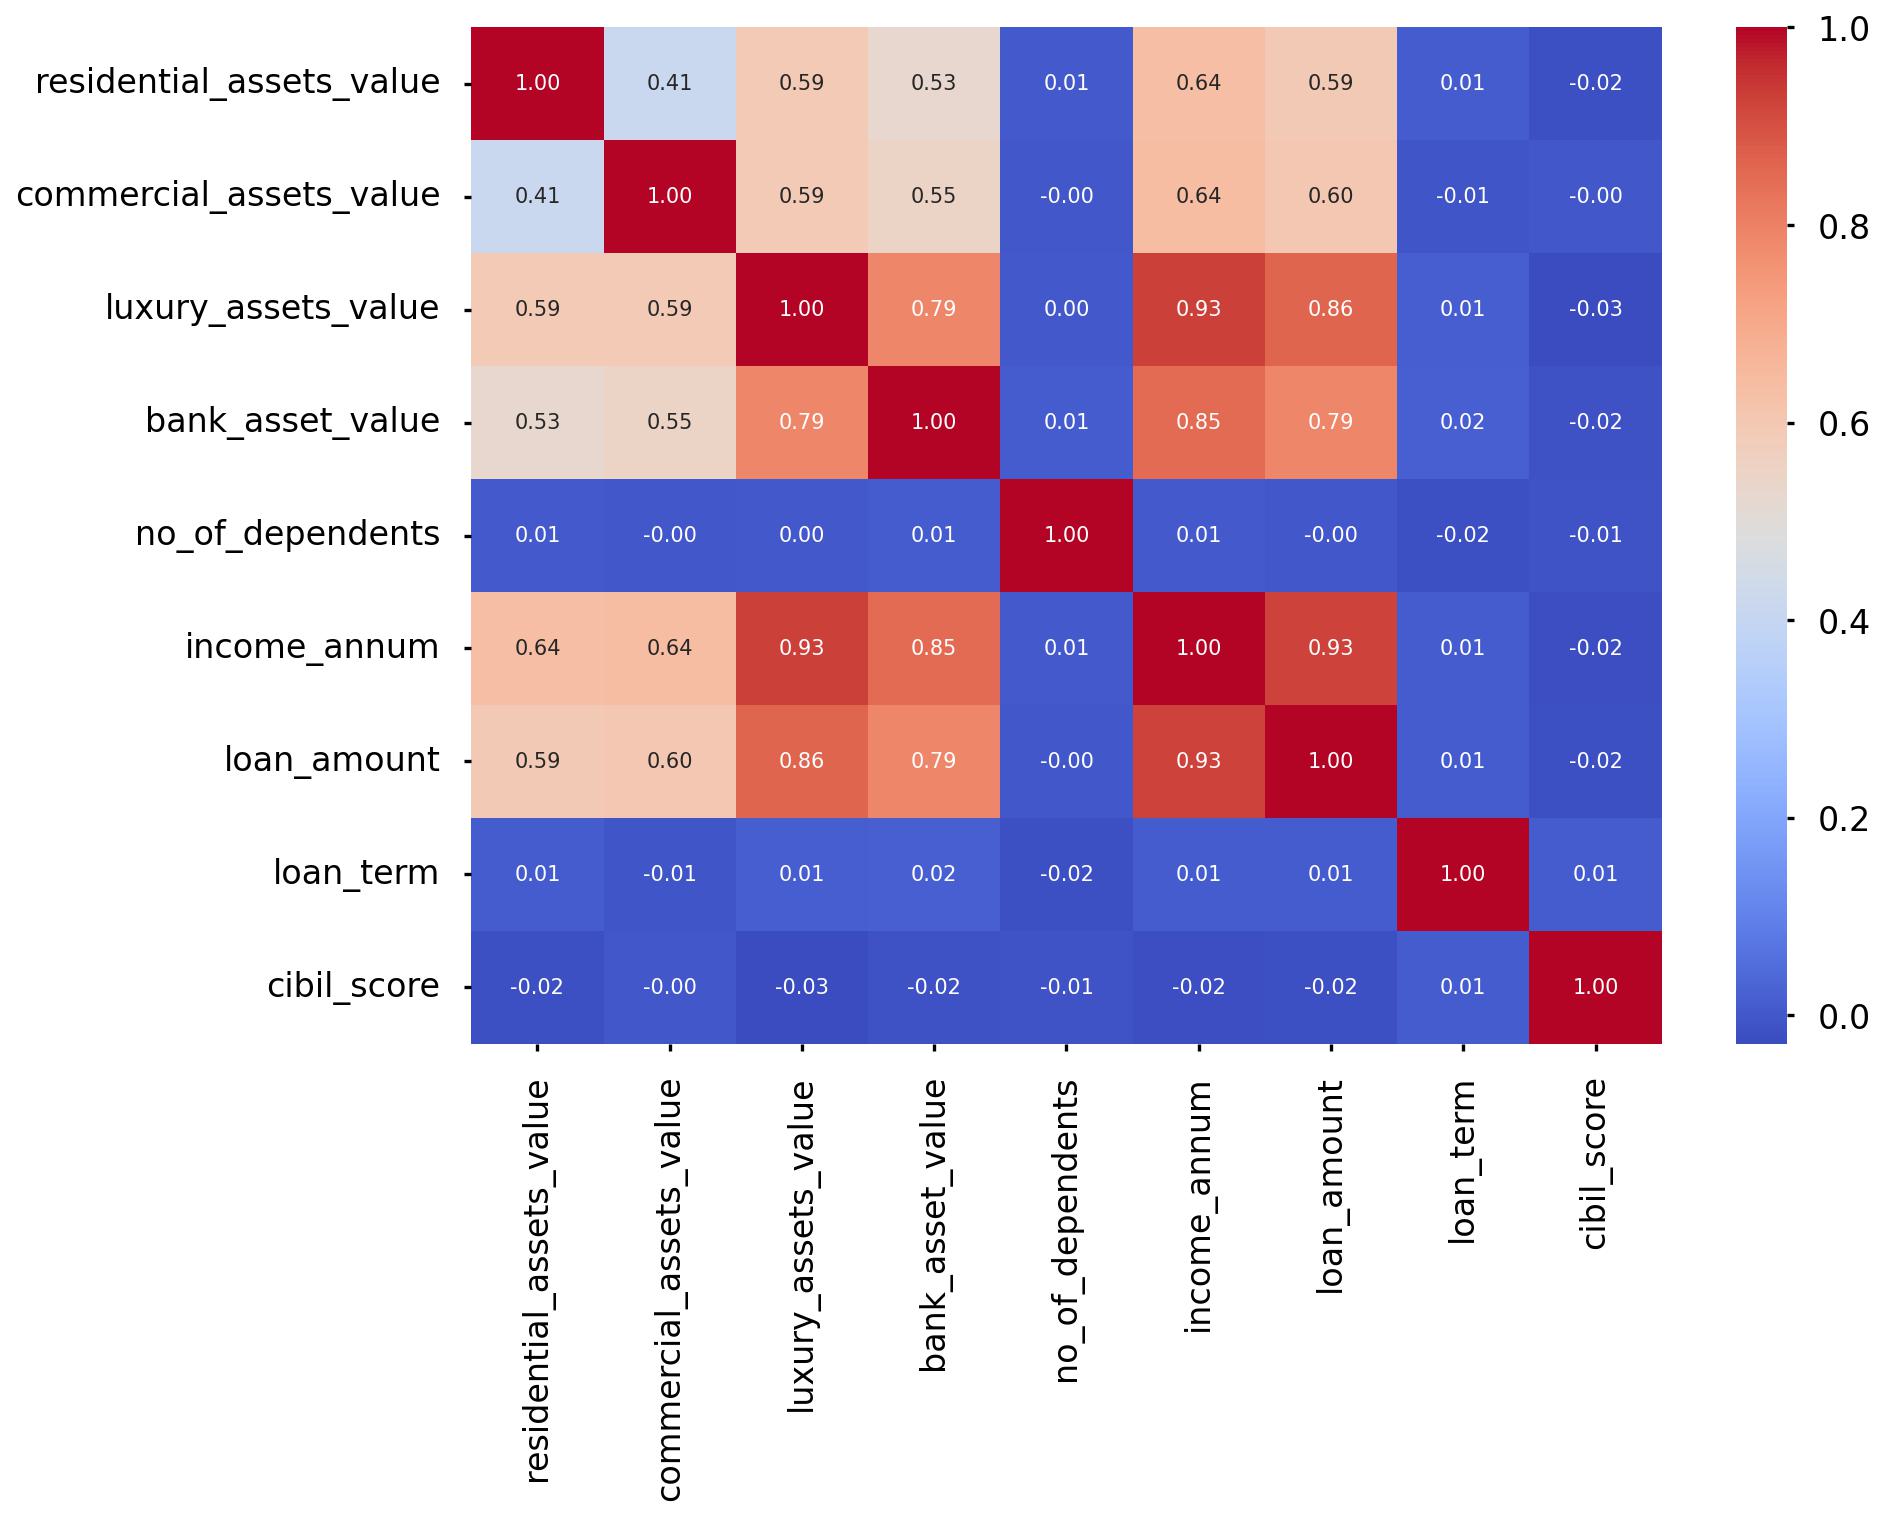 residential_assets_value 1.00 0.41 0.59 0.53 0.01 0.64 0.59 0.01 -0.02
commercial_assets_value 0.41 1.00 0.59 0.55 -0.00 0.64 0.60 -0.01 -0.00
luxury_assets_value 0.59 0.59 1.00 0.79 0.00 0.93 0.86 0.01 -0.03
bank_asset_value 0.53 0.55 0.79 1.00 0.01 0.85 0.79 0.02 -0.02
no_of_dependents 0.01 -0.00 0.00 0.01 1.00 0.01 -0.00 -0.02 -0.01
income_annum 0.64 0.64 0.93 0.85 0.01 1.00 0.93 0.01 -0.02
loan_amount 0.59 0.60 0.86 0.79 -0.00 0.93 1.00 0.01 -0.02
loan_term 0.01 -0.01 0.01 0.02 -0.02 0.01 0.01 1.00 0.01
cibil_score -0.02 -0.00 -0.03 -0.02 -0.01 -0.02 -0.02 0.01 1.00
residential_assets_value
commercial_assets_value
luxury_assets_value
bank_asset_value
no_of_dependents
income_annum
loan_amount
loan_term
cibil_score
1.0
0.8
0.6
0.4
0.2
0.0